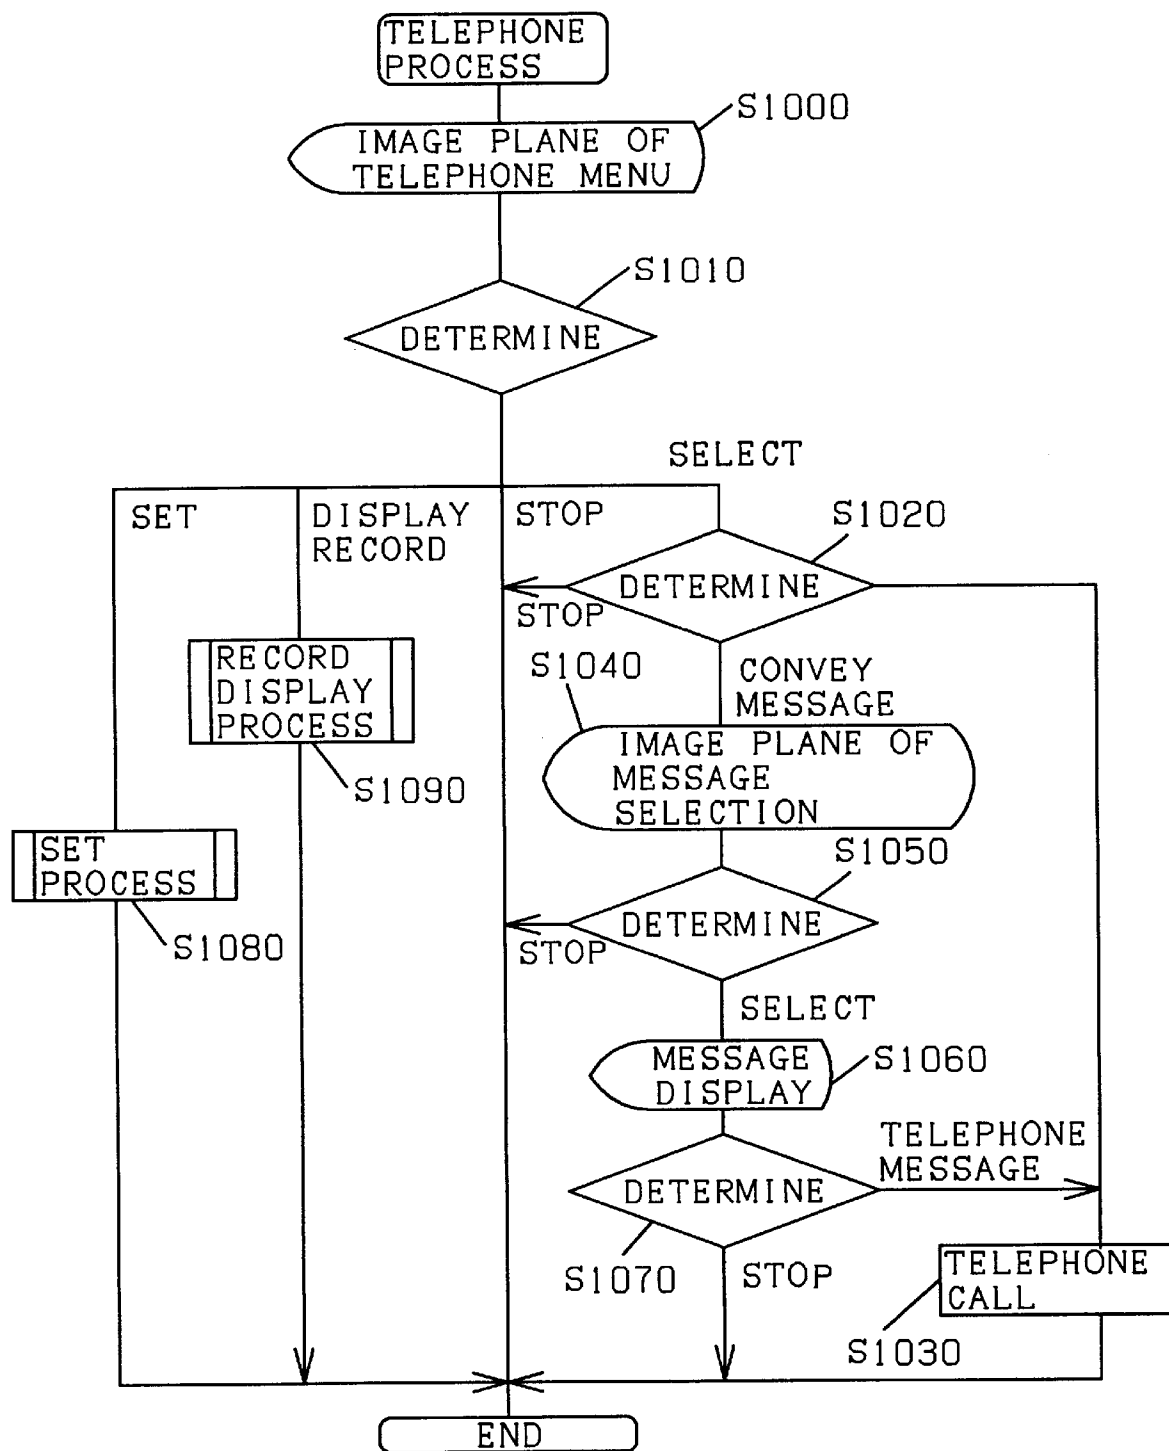 TELEPHONE
PROCESS
S1000
IMAGE PLANE OF
TELEPHONE MENU
S1010
DETERMINE
SELECT
SET
DISPLAY
RECORD
STOP
S1020
DETERMINE
STOP
S1040
CONVEY
MESSAGE
RECORD
DISPLAY
PROCESS
S1090
IMAGE PLANE OF
MESSAGE
SELECTION
SET
PROCESS
S1080
S1050
DETERMINE
STOP
SELECT
MESSAGE
DISPLAY
S1060
TELEPHONE
MESSAGE
DETERMINE
S1070
STOP
TELEPHONE
CALL
S1030
END